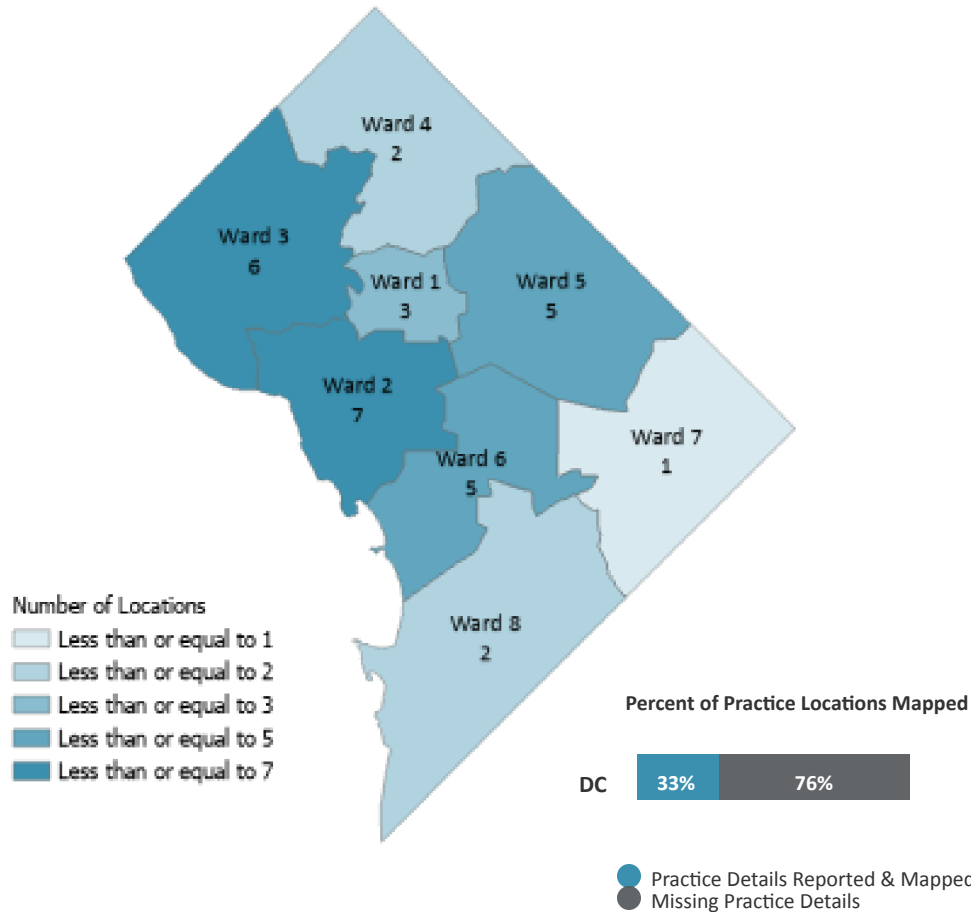 Ward 4
2
Ward 3
6
Ward 1
3
Ward 5
5
Ward 2
7
Ward 7
1
Ward 6
5
Ward 8
2
Number of Locations
Less than or equal to 1
Less than or equal to 2
Less than or equal to 3
Less than or equal to 5
Less than or equal to 7
Percent of Practice Locations Mapped
DC 33% 76%
Practice Details Reported & Mapped
Missing Practice Details